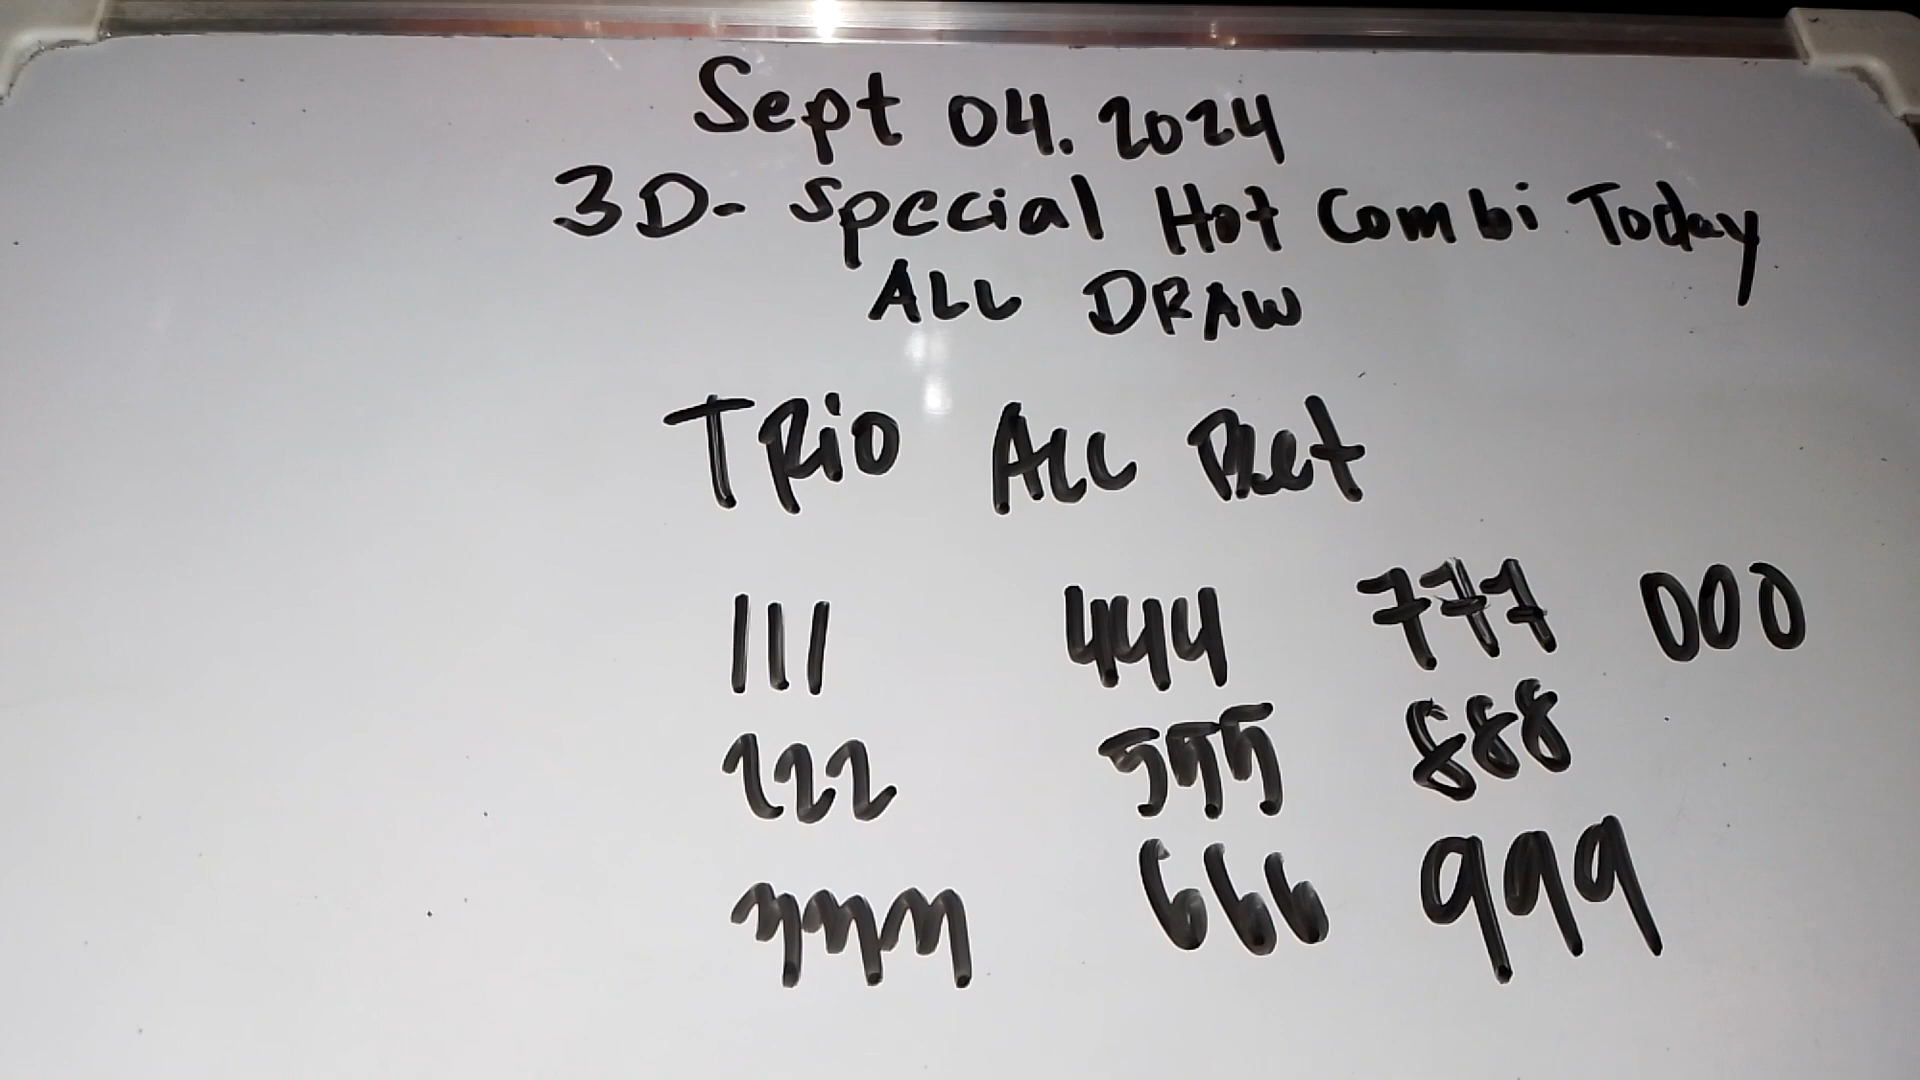 Sept 04. 2024
3D- Special Hot Combi Today
ALL DRAW
TRiO ALL Bet
111 444 777 000
222 555 888
333 666 999